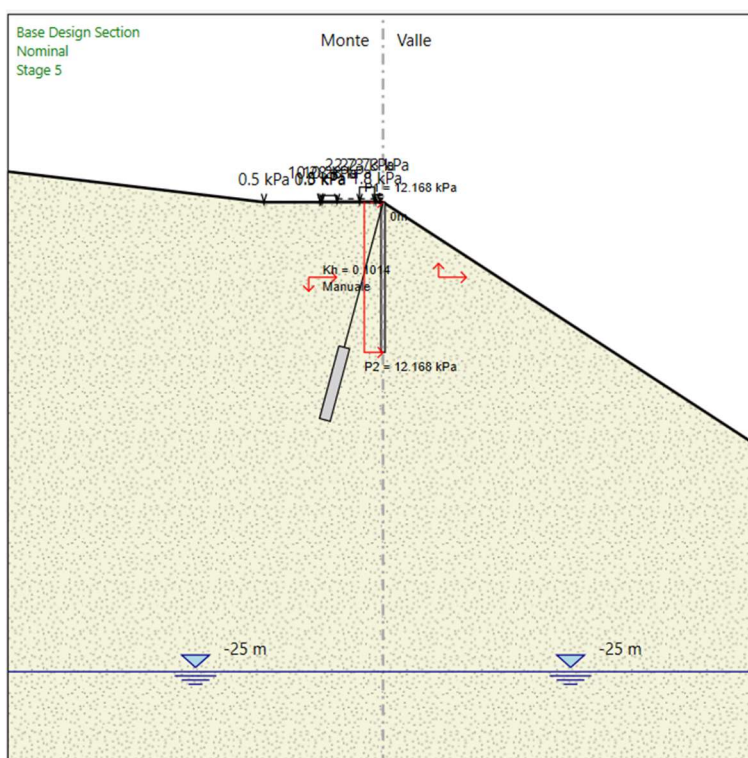 Base Design Section
Nominal
Stage 5
Monte
Valle
0.5 kPa
1.8 kPa
P1 = 12.168 kPa
0m
Kh = 0.1014
Manuale
P2 = 12.168 kPa
-25 m
-25 m